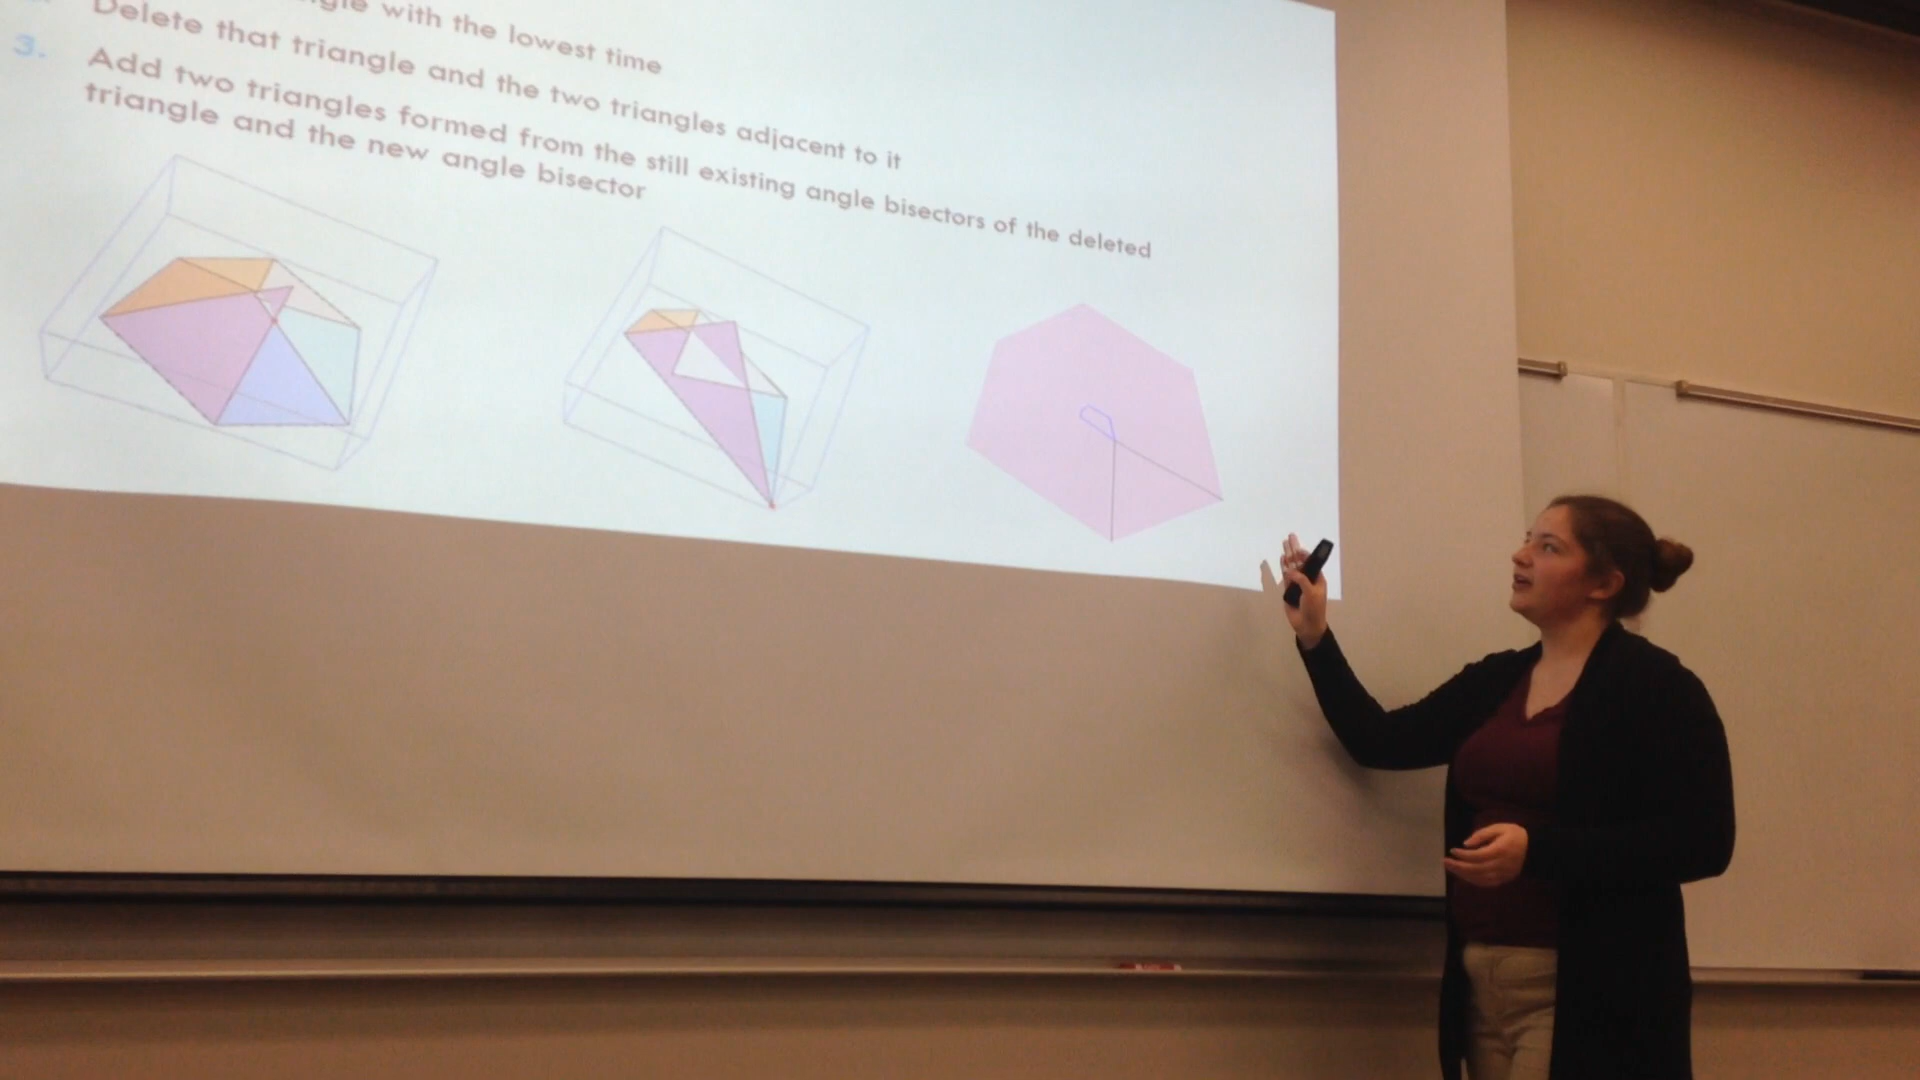 with the lowest time
Delete that triangle and the two triangles adjacent to it
3. Add two triangles formed from the still existing angle bisectors of the deleted
triangle and the new angle bisector